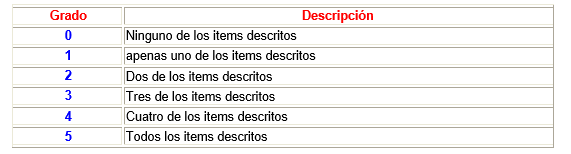 Grado Descripción
0 Ninguno de los items descritos
1 apenas uno de los items descritos
2 Dos de los items descritos
3 Tres de los items descritos
4 Cuatro de los items descritos
5 Todos los items descritos